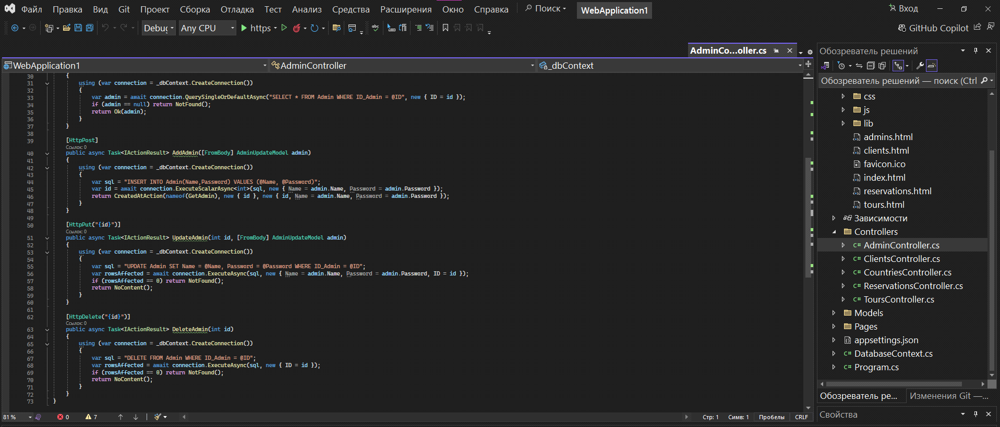 Файл Правка Вид Git Проект Сборка Отладка Тест Анализ Средства Расширения Окно Справка Поиск WebApplication1 Вход
Debug Any CPU https GitHub Copilot
AdminCo...oller.cs
WebApplication1 AdminController _dbContext
30 {
31 using (var connection = _dbContext.CreateConnection())
32 {
33 var admin = await connection.QuerySingleOrDefaultAsync("SELECT * FROM Admin WHERE ID_Admin = @ID", new { ID = id });
34 if (admin == null) return NotFound();
35 return Ok(admin);
36 }
37 }
38
39 [HttpPost]
Ссылок: 0
40 public async Task<IActionResult> AddAdmin([FromBody] AdminUpdateModel admin)
41 {
42 using (var connection = _dbContext.CreateConnection())
43 {
44 var sql = "INSERT INTO Admin(Name,Password) VALUES (@Name, @Password)";
45 var id = await connection.ExecuteScalarAsync<int>(sql, new { Name = admin.Name, Password = admin.Password });
46 return CreatedAtAction(nameof(GetAdmin), new { id }, new { id, Name = admin.Name, Password = admin.Password });
47 }
48 }
49
50 [HttpPut("{id}")]
Ссылок: 0
51 public async Task<IActionResult> UpdateAdmin(int id, [FromBody] AdminUpdateModel admin)
52 {
53 using (var connection = _dbContext.CreateConnection())
54 {
55 var sql = "UPDATE Admin SET Name = @Name, Password = @Password WHERE ID_Admin = @ID";
56 var rowsAffected = await connection.ExecuteAsync(sql, new { Name = admin.Name, Password = admin.Password, ID = id });
57 if (rowsAffected == 0) return NotFound();
58 return NoContent();
59 }
60 }
61
62 [HttpDelete("{id}")]
Ссылок: 0
63 public async Task<IActionResult> DeleteAdmin(int id)
64 {
65 using (var connection = _dbContext.CreateConnection())
66 {
67 var sql = "DELETE FROM Admin WHERE ID_Admin = @ID";
68 var rowsAffected = await connection.ExecuteAsync(sql, new { ID = id });
69 if (rowsAffected == 0) return NotFound();
70 return NoContent();
71 }
72 }
73 }
81 % 0 7 Стр: 1 Симв: 1 Пробелы CRLF
Обозреватель решений
Обозреватель решений — поиск (Ctrl
css
js
lib
admins.html
clients.html
favicon.ico
index.html
reservations.html
tours.html
Зависимости
Controllers
C# AdminController.cs
C# ClientsController.cs
C# CountriesController.cs
C# ReservationsController.cs
C# ToursController.cs
Models
Pages
appsettings.json
C# DatabaseContext.cs
C# Program.cs
Обозреватель ре... Изменения Git —...
Свойства